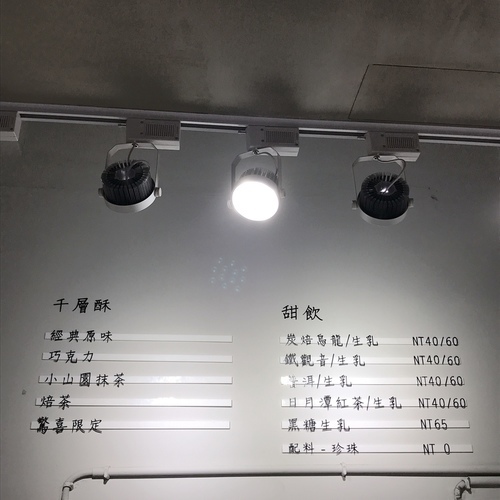 千層酥
經典原味
巧克力
小山園抹茶
焙茶
驚喜限定
甜飲
炭焙烏龍/生乳 NT40/60
鐵觀音/生乳 NT40/60
普洱/生乳 NT40/60
日月潭紅茶/生乳 NT40/60
黑糖生乳 NT65
配料-珍珠 NT 0